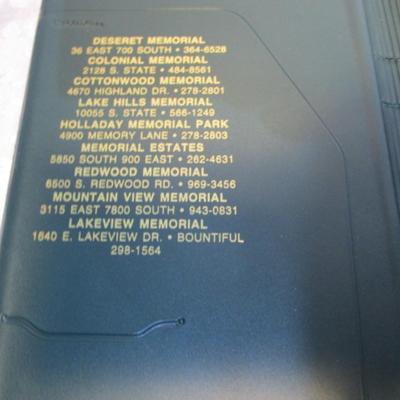 DESERET MEMORIAL
36 EAST 700 SOUTH • 364-6528
COLONIAL MEMORIAL
2128 S. STATE • 484-8561
COTTONWOOD MEMORIAL
4670 HIGHLAND DR. • 278-2801
LAKE HILLS MEMORIAL
10055 S. STATE • 566-1249
HOLLADAY MEMORIAL PARK
4900 MEMORY LANE • 278-2803
MEMORIAL ESTATES
5850 SOUTH 900 EAST • 262-4631
REDWOOD MEMORIAL
6500 S. REDWOOD RD. • 969-3456
MOUNTAIN VIEW MEMORIAL
3115 EAST 7800 SOUTH • 943-0831
LAKEVIEW MEMORIAL
1640 E. LAKEVIEW DR. • BOUNTIFUL
298-1564